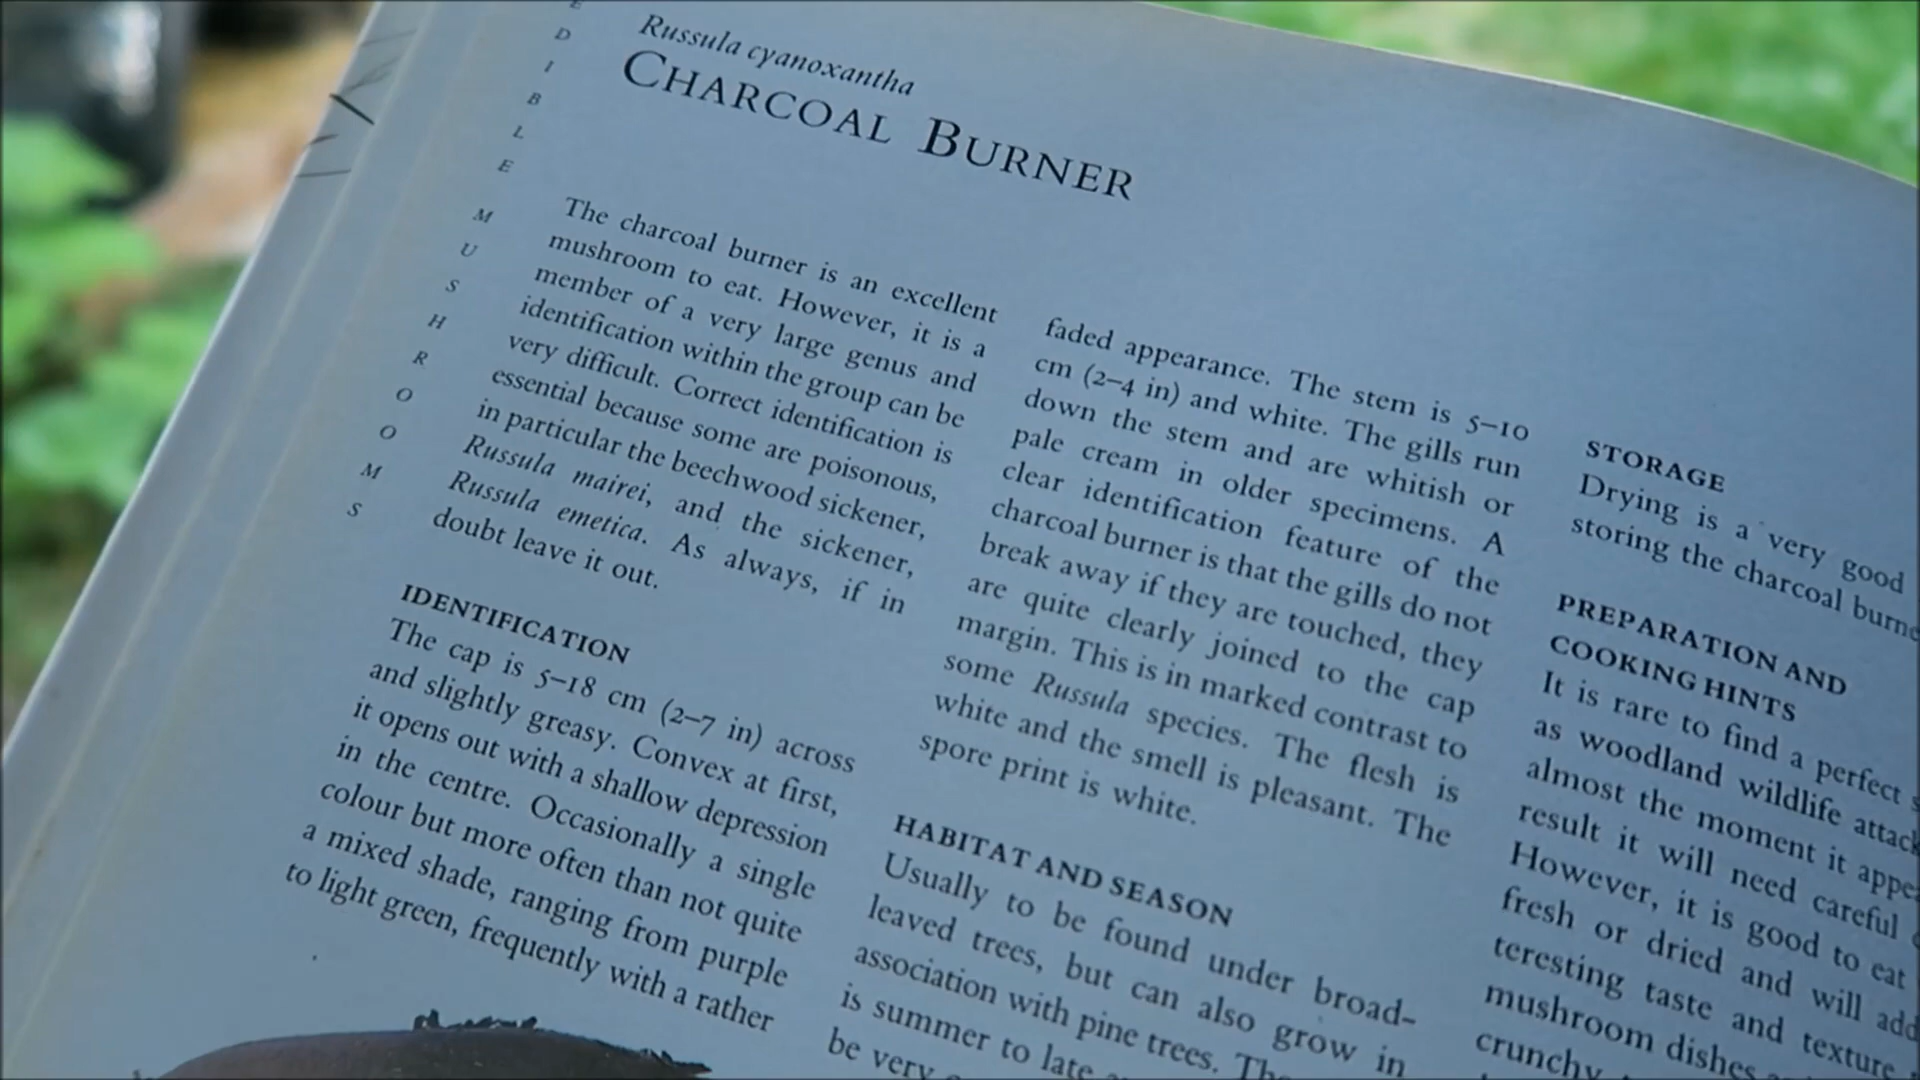 EDIBLE MUSHROOMS
Russula cyanoxantha
CHARCOAL BURNER
The charcoal burner is an excellent
mushroom to eat. However, it is a
member of a very large genus and
identification within the group can be
very difficult. Correct identification is
essential because some are poisonous,
in particular the beechwood sickener,
Russula mairei, and the sickener,
Russula emetica. As always, if in
doubt leave it out.
IDENTIFICATION
The cap is 5–18 cm (2–7 in) across
and slightly greasy. Convex at first,
it opens out with a shallow depression
in the centre. Occasionally a single
colour but more often than not quite
a mixed shade, ranging from purple
to light green, frequently with a rather
faded appearance. The stem is 5–10
cm (2–4 in) and white. The gills run
down the stem and are whitish or
pale cream in older specimens. A
clear identification feature of the
charcoal burner is that the gills do not
break away if they are touched, they
are quite clearly joined to the cap
margin. This is in marked contrast to
some Russula species. The flesh is
white and the smell is pleasant. The
spore print is white.
HABITAT AND SEASON
Usually to be found under broad-
leaved trees, but can also grow in
association with pine trees. The
is summer to late
be very
STORAGE
Drying is a very good
storing the charcoal
PREPARATION AND
COOKING HINTS
It is rare to find a perfect
as woodland wildlife
almost the moment it
result it will need careful
However, it is good to eat
fresh or dried and will add
teresting taste and texture
mushroom dishes
crunchy